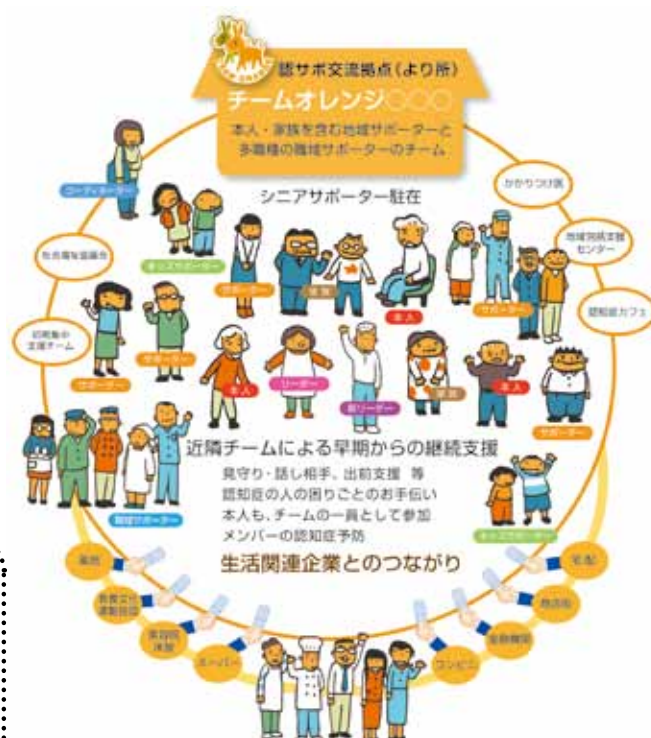 認サポ交流拠点(より所)
チームオレンジ○○○
本人・家族を含む地域サポーターと
多職種の職域サポーターのチーム
コーディネーター
シニアサポーター駐在
かかりつけ医
社会福祉協議会
地域包括支援
センター
キッズサポーター
サポーター
家族
本人
サポーター
初期集中
支援チーム
認知症カフェ
サポーター
サポーター
本人
リーダー
副リーダー
家族
本人
サポーター
職域サポーター
近隣チームによる早期からの継続支援
見守り・話し相手、出前支援 等
認知症の人の困りごとのお手伝い
本人も、チームの一員として参加
メンバーの認知症予防
キッズサポーター
生活関連企業とのつながり
薬局
宅配
教養文化
運動施設
商店街
美容院
床屋
金融機関
スーパー
コンビニ